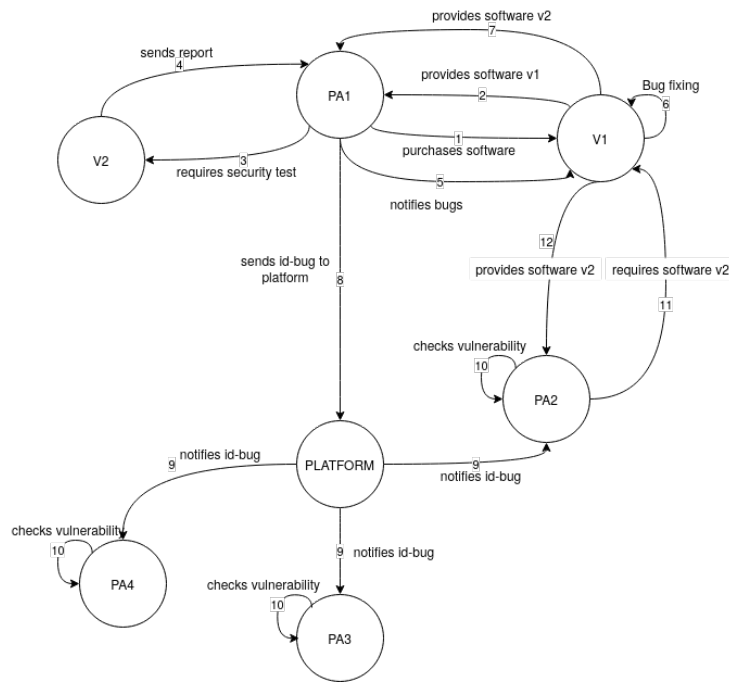 provides software v2
7
sends report
4
provides software v1
2
Bug fixing
6
PA1
V1
1
purchases software
V2
3
requires security test
5
notifies bugs
12
sends id-bug to
platform
8
provides software v2
requires software v2
11
checks vulnerability
10
PA2
PLATFORM
9
notifies id-bug
9
notifies id-bug
9
notifies id-bug
checks vulnerability
10
PA4
checks vulnerability
10
PA3